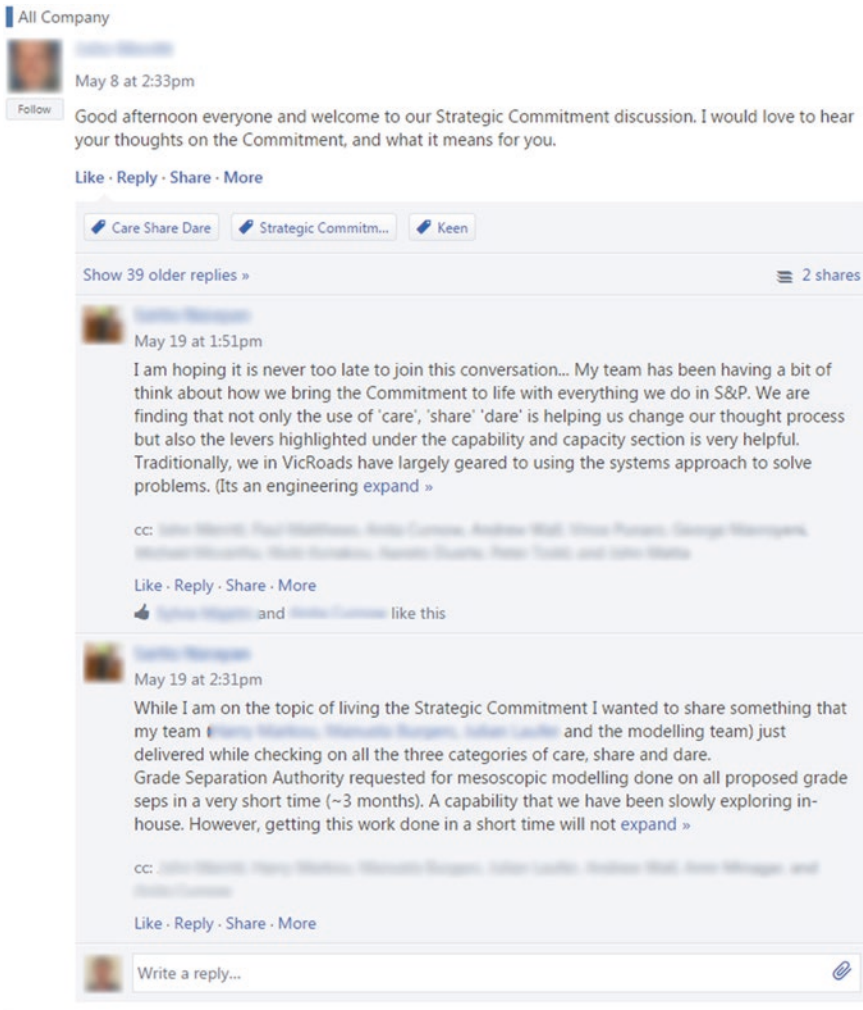 All Company
May 8 at 2:33pm
Follow
Good afternoon everyone and welcome to our Strategic Commitment discussion. I would love to hear
your thoughts on the Commitment, and what it means for you.
Like · Reply · Share · More
Care Share Dare Strategic Commitm... Keen
Show 39 older replies » 2 shares
May 19 at 1:51pm
I am hoping it is never too late to join this conversation... My team has been having a bit of
think about how we bring the Commitment to life with everything we do in S&P. We are
finding that not only the use of 'care', 'share' 'dare' is helping us change our thought process
but also the levers highlighted under the capability and capacity section is very helpful.
Traditionally, we in VicRoads have largely geared to using the systems approach to solve
problems. (Its an engineering expand »
cc:
Like · Reply · Share · More
and like this
May 19 at 2:31pm
While I am on the topic of living the Strategic Commitment I wanted to share something that
my team ( and the modelling team) just
delivered while checking on all the three categories of care, share and dare.
Grade Separation Authority requested for mesoscopic modelling done on all proposed grade
seps in a very short time (~3 months). A capability that we have been slowly exploring in-
house. However, getting this work done in a short time will not expand »
cc:
Like · Reply · Share · More
Write a reply...